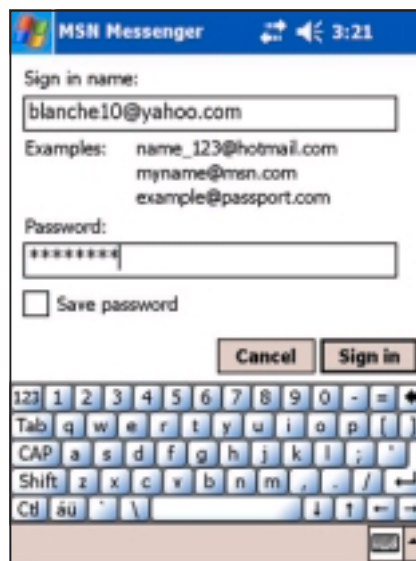 MSN Messenger 3:21
Sign in name:
blanche10@yahoo.com
Examples: name_123@hotmail.com
myname@msn.com
example@passport.com
Password:
********
Save password
Cancel Sign in
123 1 2 3 4 5 6 7 8 9 0 - =
Tab q w e r t y u i o p [ ]
CAP a s d f g h j k l ; '
Shift z x c v b n m , . /
Ctl áü ` \